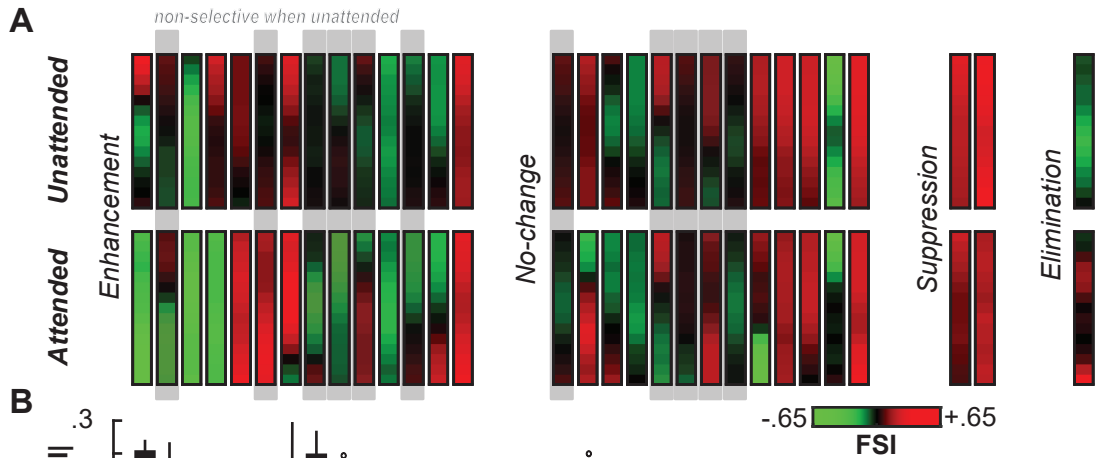 A
non-selective when unattended
Unattended
Attended
Enhancement
No-change
Suppression
Elimination
B
.3
-.65
+.65
FSI